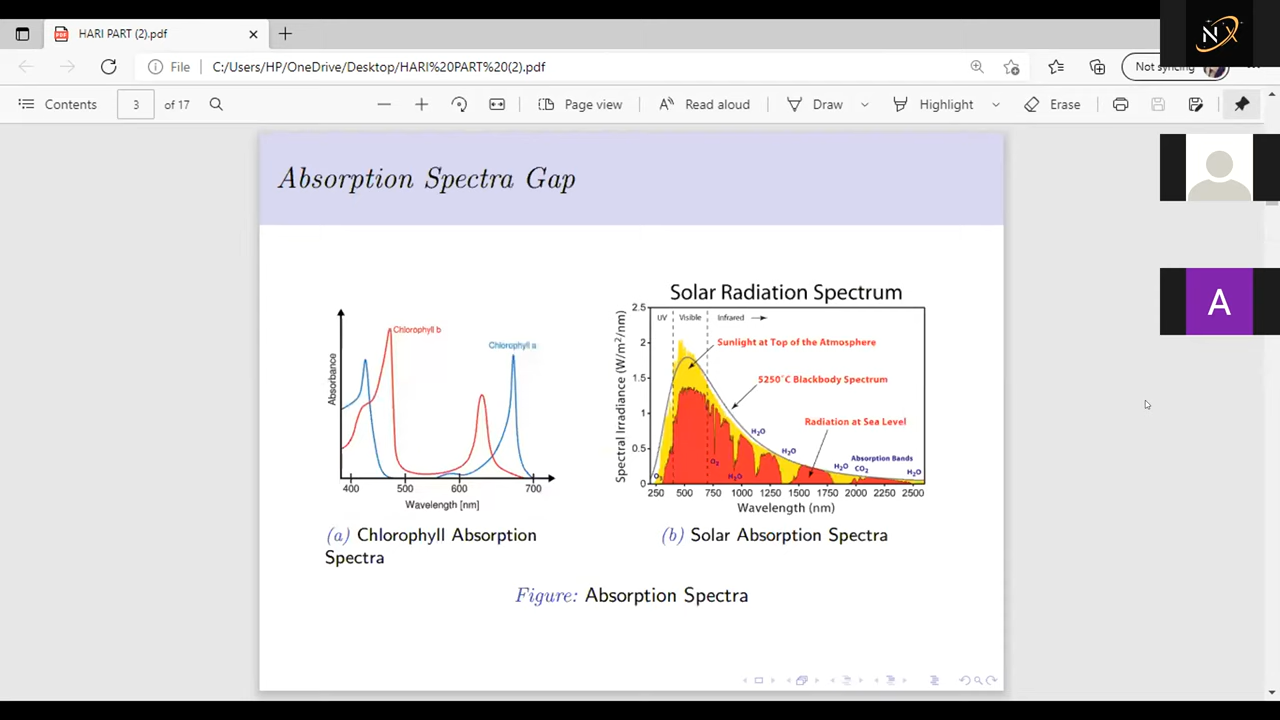 HARI PART (2).pdf
File
C:/Users/HP/OneDrive/Desktop/HARI%20PART%20(2).pdf
Not syncing
NX
Contents
3
of 17
Page view
Read aloud
Draw
Highlight
Erase
A
Absorption Spectra Gap
Absorbance
Chlorophyll b
Chlorophyll a
400
500
600
700
Wavelength [nm]
(a) Chlorophyll Absorption
Spectra
Solar Radiation Spectrum
Spectral Irradiance (W/m²/nm)
2.5
2
1.5
1
0.5
0
UV
Visible
Infrared
Sunlight at Top of the Atmosphere
5250°C Blackbody Spectrum
Radiation at Sea Level
H₂O
H₂O
Absorption Bands
O₂
H₂O
CO₂
H₂O
H₂O
250 500 750 1000 1250 1500 1750 2000 2250 2500
Wavelength (nm)
(b) Solar Absorption Spectra
Figure: Absorption Spectra